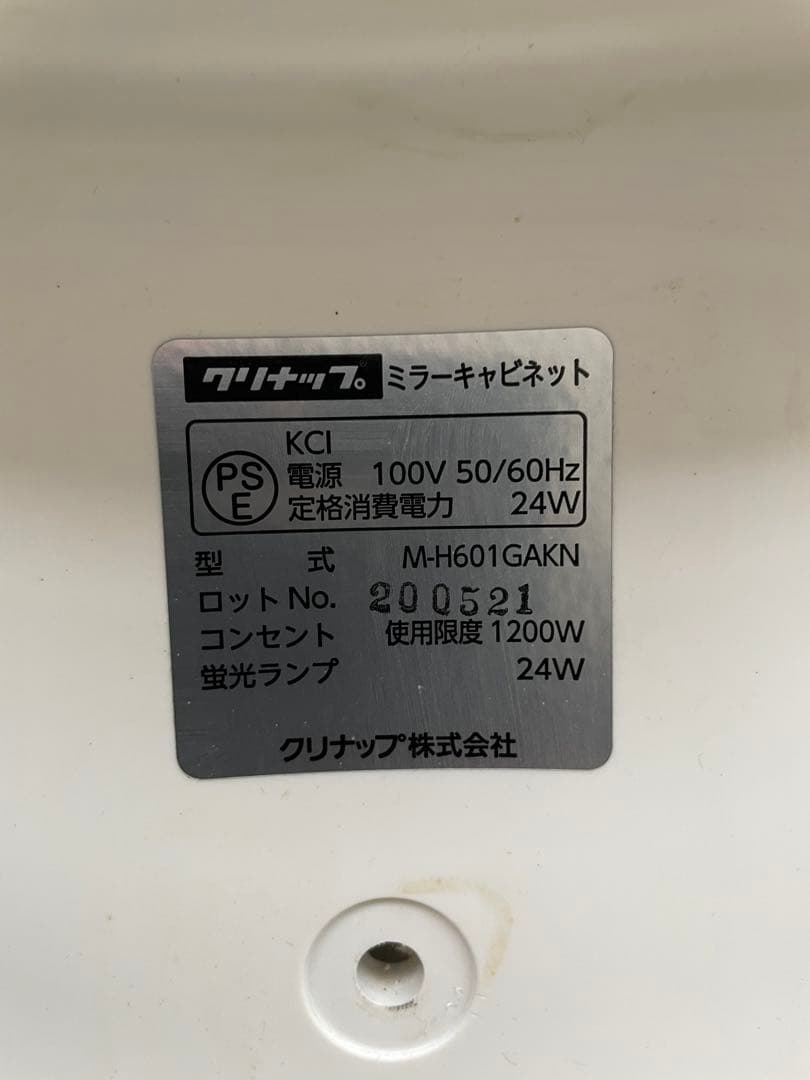 クリナップ。 ミラーキャビネット
KCI
PS
E
電源 100V 50/60Hz
定格消費電力 24W
型式 M-H601GAKN
ロットNo. 200521
コンセント 使用限度 1200W
蛍光ランプ 24W
クリナップ株式会社